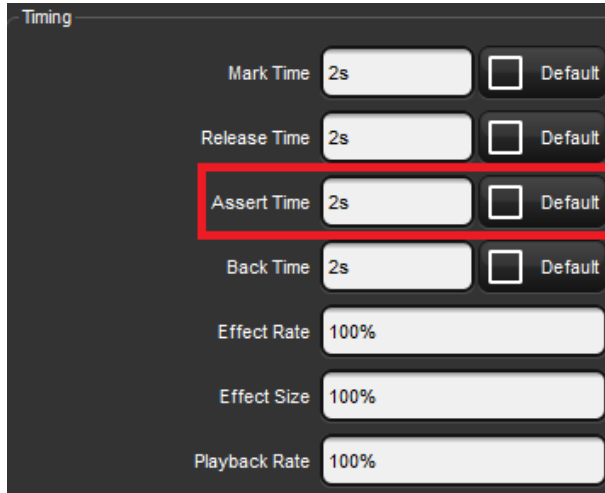 Timing
Mark Time 2s Default
Release Time 2s Default
Assert Time 2s Default
Back Time 2s Default
Effect Rate 100%
Effect Size 100%
Playback Rate 100%